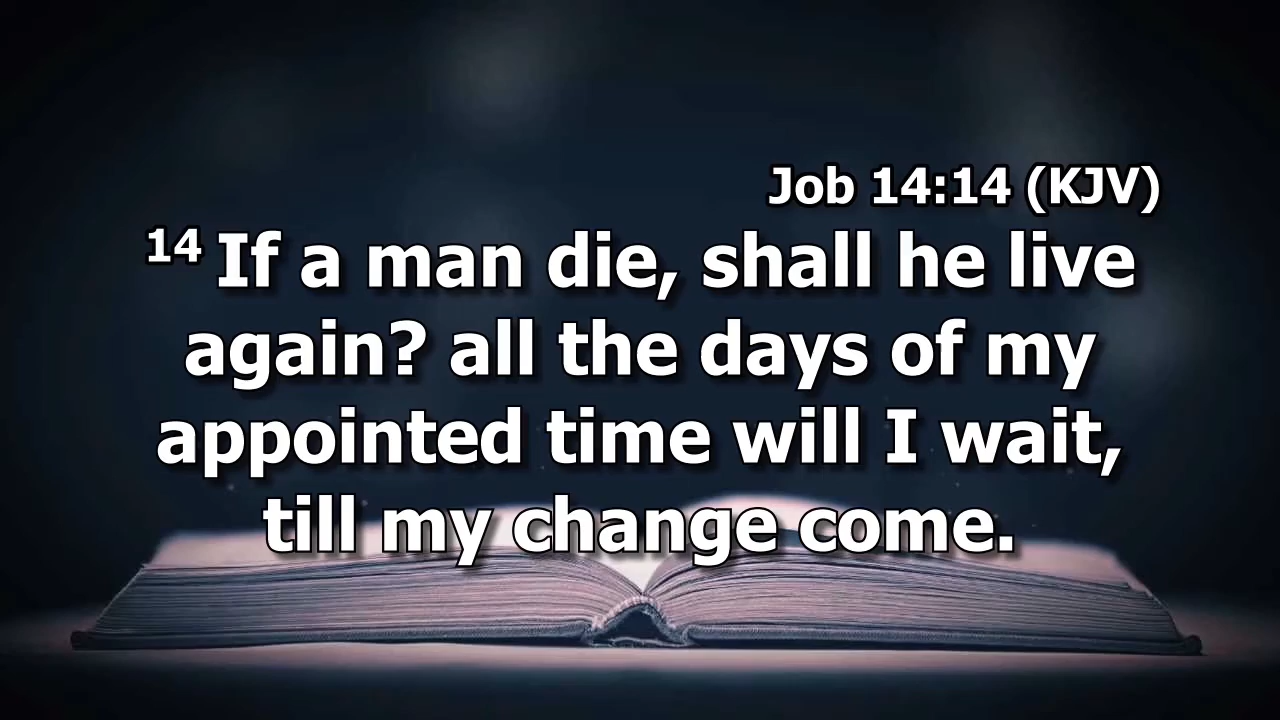 Job 14:14 (KJV)
14 If a man die, shall he live
again? all the days of my
appointed time will I wait,
till my change come.